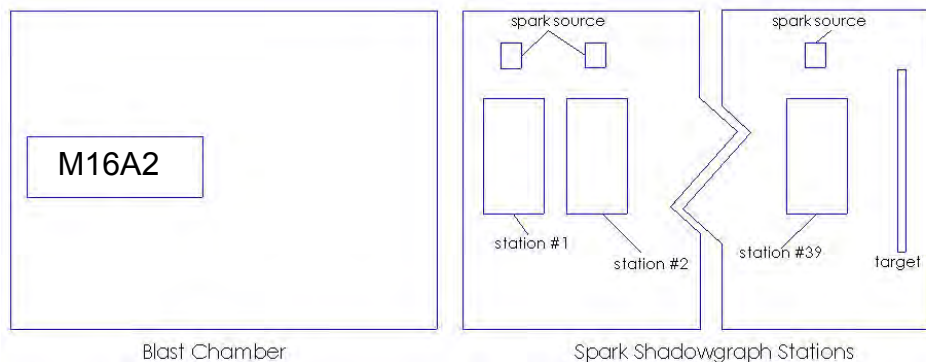 spark source
spark source
M16A2
station #1
station #2
station #39
target
Blast Chamber
Spark Shadowgraph Stations